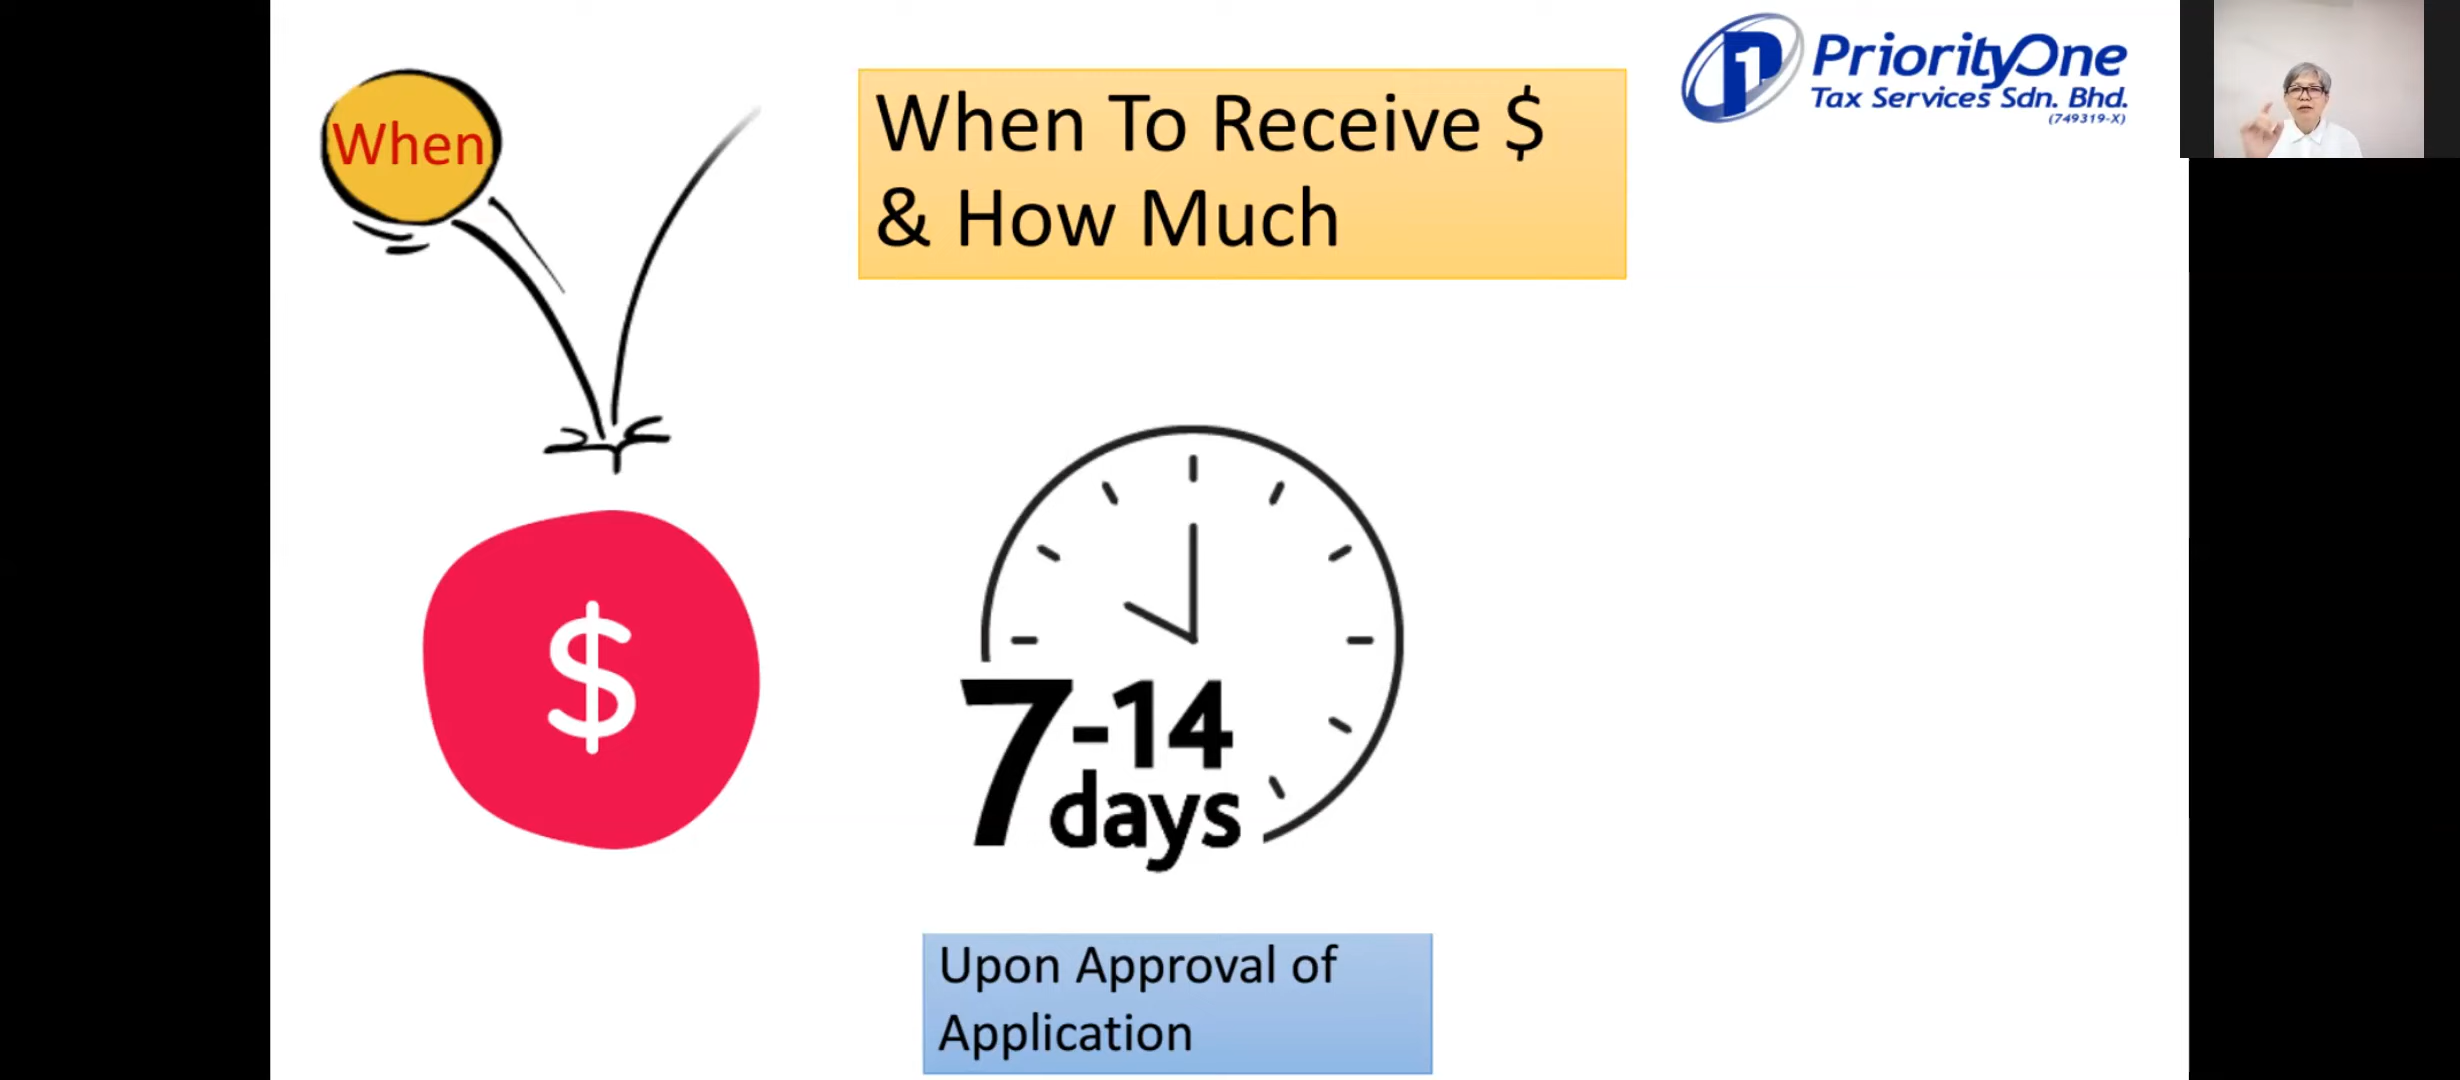 When
When To Receive $
& How Much
PriorityOne
Tax Services Sdn. Bhd.
(749319-X)
$
7-14
days
Upon Approval of
Application